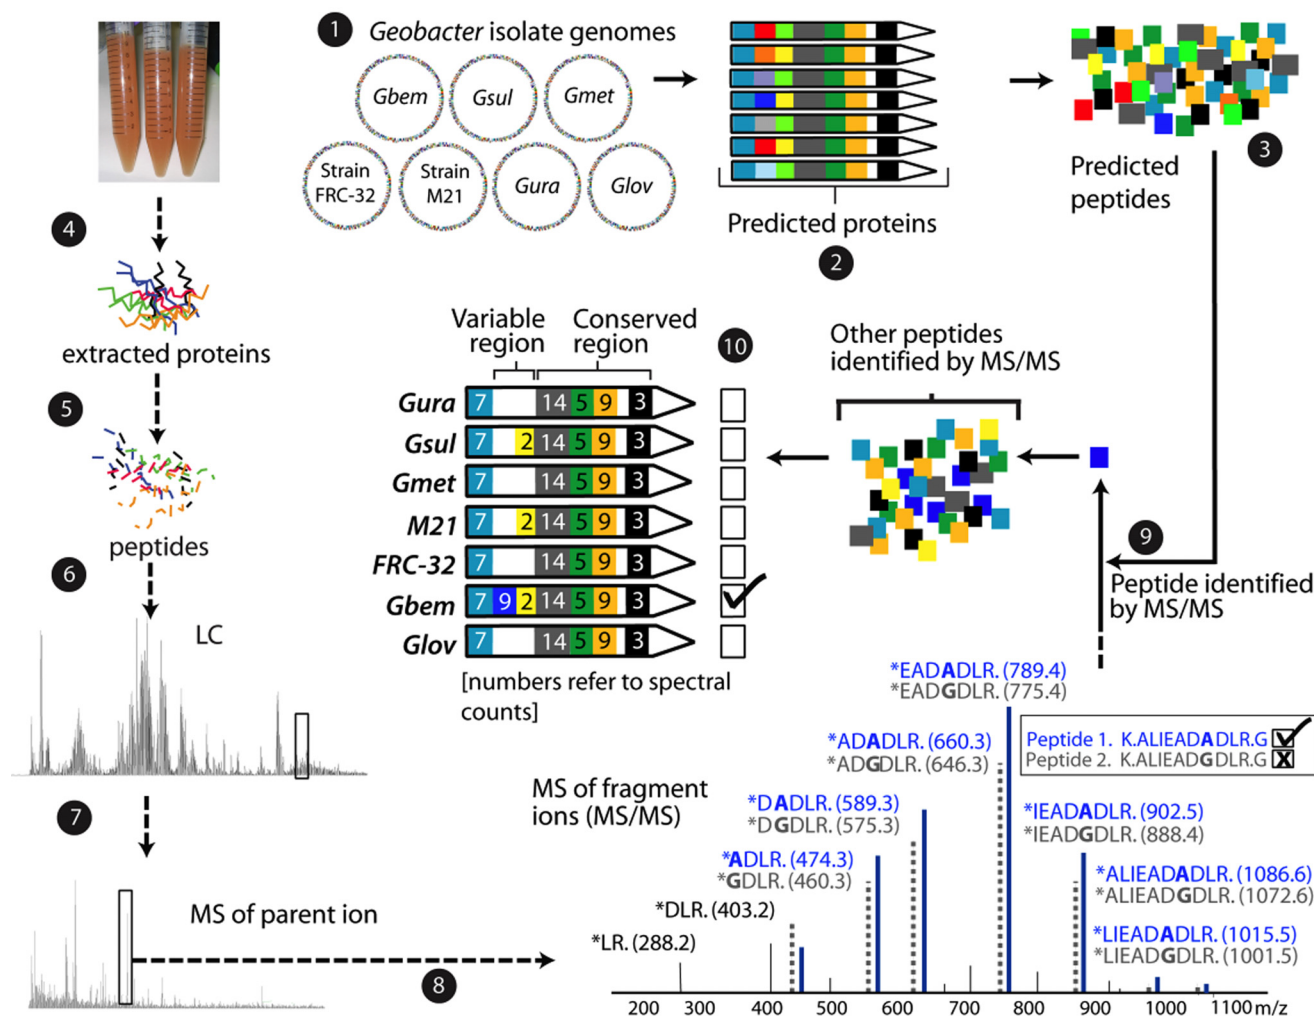 1
Geobacter isolate genomes
Gbem
Gsul
Gmet
Strain
FRC-32
Strain
M21
Gura
Glov
Predicted proteins
2
Predicted
peptides
3
4
extracted proteins
5
peptides
6
LC
7
MS of parent ion
8
Variable
region
Conserved
region
10
Gura 7 14 5 9 3
Gsul 7 2 14 5 9 3
Gmet 7 14 5 9 3
M21 7 2 14 5 9 3
FRC-32 7 14 5 9 3
Gbem 7 9 2 14 5 9 3
Glov 7 14 5 9 3
[numbers refer to spectral
counts]
Other peptides
identified by MS/MS
9
Peptide identified
by MS/MS
MS of fragment
ions (MS/MS)
*EADADLR. (789.4)
*EADGDLR. (775.4)
Peptide 1. K.ALIEADADLR.G
Peptide 2. K.ALIEADGDLR.G X
*ADADLR. (660.3)
*ADGDLR. (646.3)
*DADLR. (589.3)
*DGDLR. (575.3)
*ADLR. (474.3)
*GDLR. (460.3)
*DLR. (403.2)
*LR. (288.2)
*IEADADLR. (902.5)
*IEADGDLR. (888.4)
*ALIEADADLR. (1086.6)
*ALIEADGDLR. (1072.6)
*LIEADADLR. (1015.5)
*LIEADGDLR. (1001.5)
200 300 400 500 600 700 800 900 1000 1100 m/z